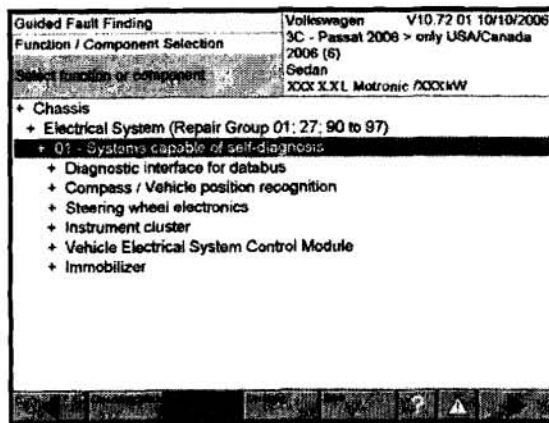 Guided Fault Finding
Function / Component Selection
Select function or component
Volkswagen V10.72 01 10/10/2006
3C - Passat 2006 > only USA/Canada
2006 (6)
Sedan
XXX X.XL Motronic /XXXkW
+ Chassis
+ Electrical System (Repair Group 01; 27; 90 to 97)
+ 01 - Systems capable of self-diagnosis
+ Diagnostic interface for databus
+ Compass / Vehicle position recognition
+ Steering wheel electronics
+ Instrument cluster
+ Vehicle Electrical System Control Module
+ Immobilizer
?